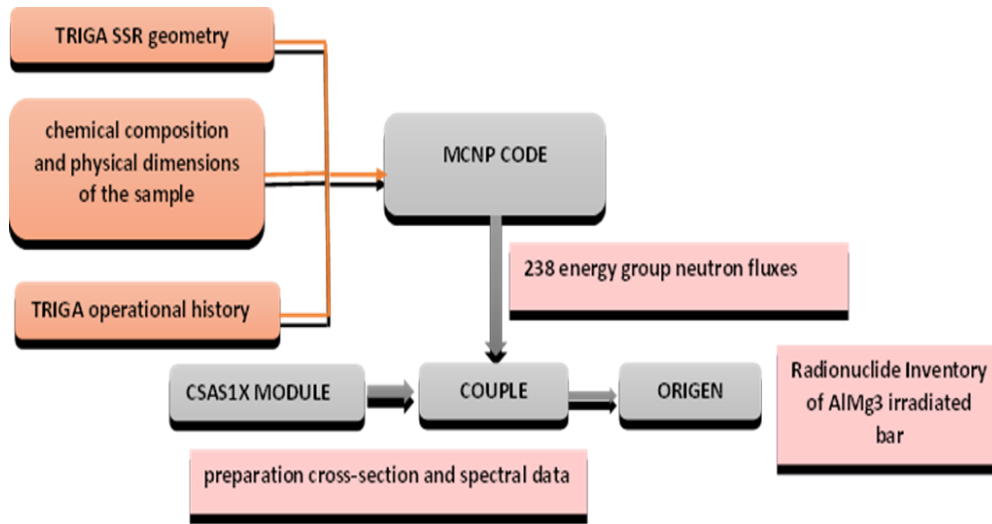 TRIGA SSR geometry
chemical composition
and physical dimensions
of the sample
MCNP CODE
238 energy group neutron fluxes
TRIGA operational history
CSAS1X MODULE
COUPLE
ORIGEN
Radionuclide Inventory
of AlMg3 irradiated
bar
preparation cross-section and spectral data